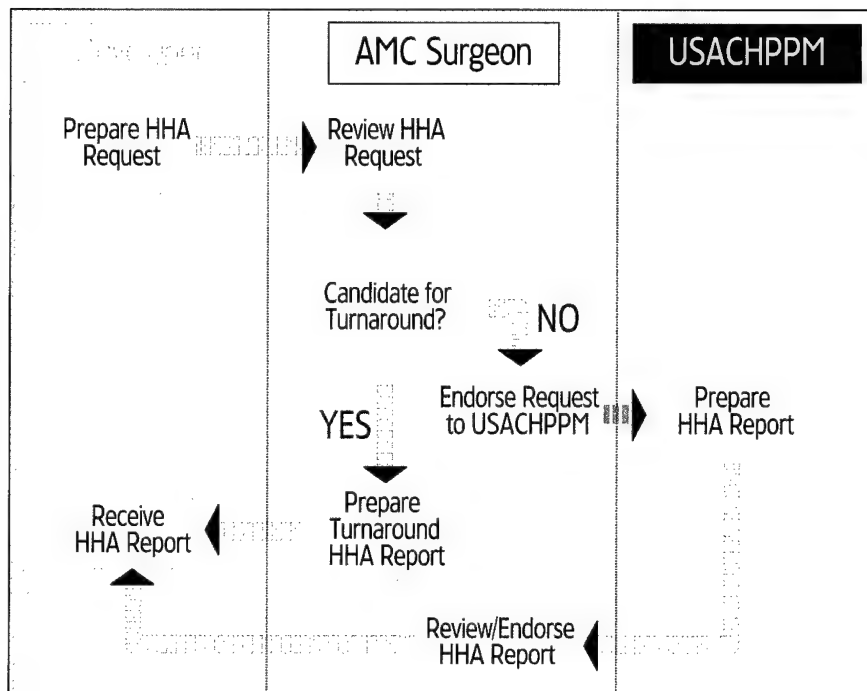 AMC Surgeon
USACHPPM
Prepare HHA
Request
Review HHA
Request
Candidate for
Turnaround?
NO
YES
Endorse Request
to USACHPPM
Prepare
HHA Report
Prepare
Turnaround
HHA Report
Receive
HHA Report
Review/Endorse
HHA Report